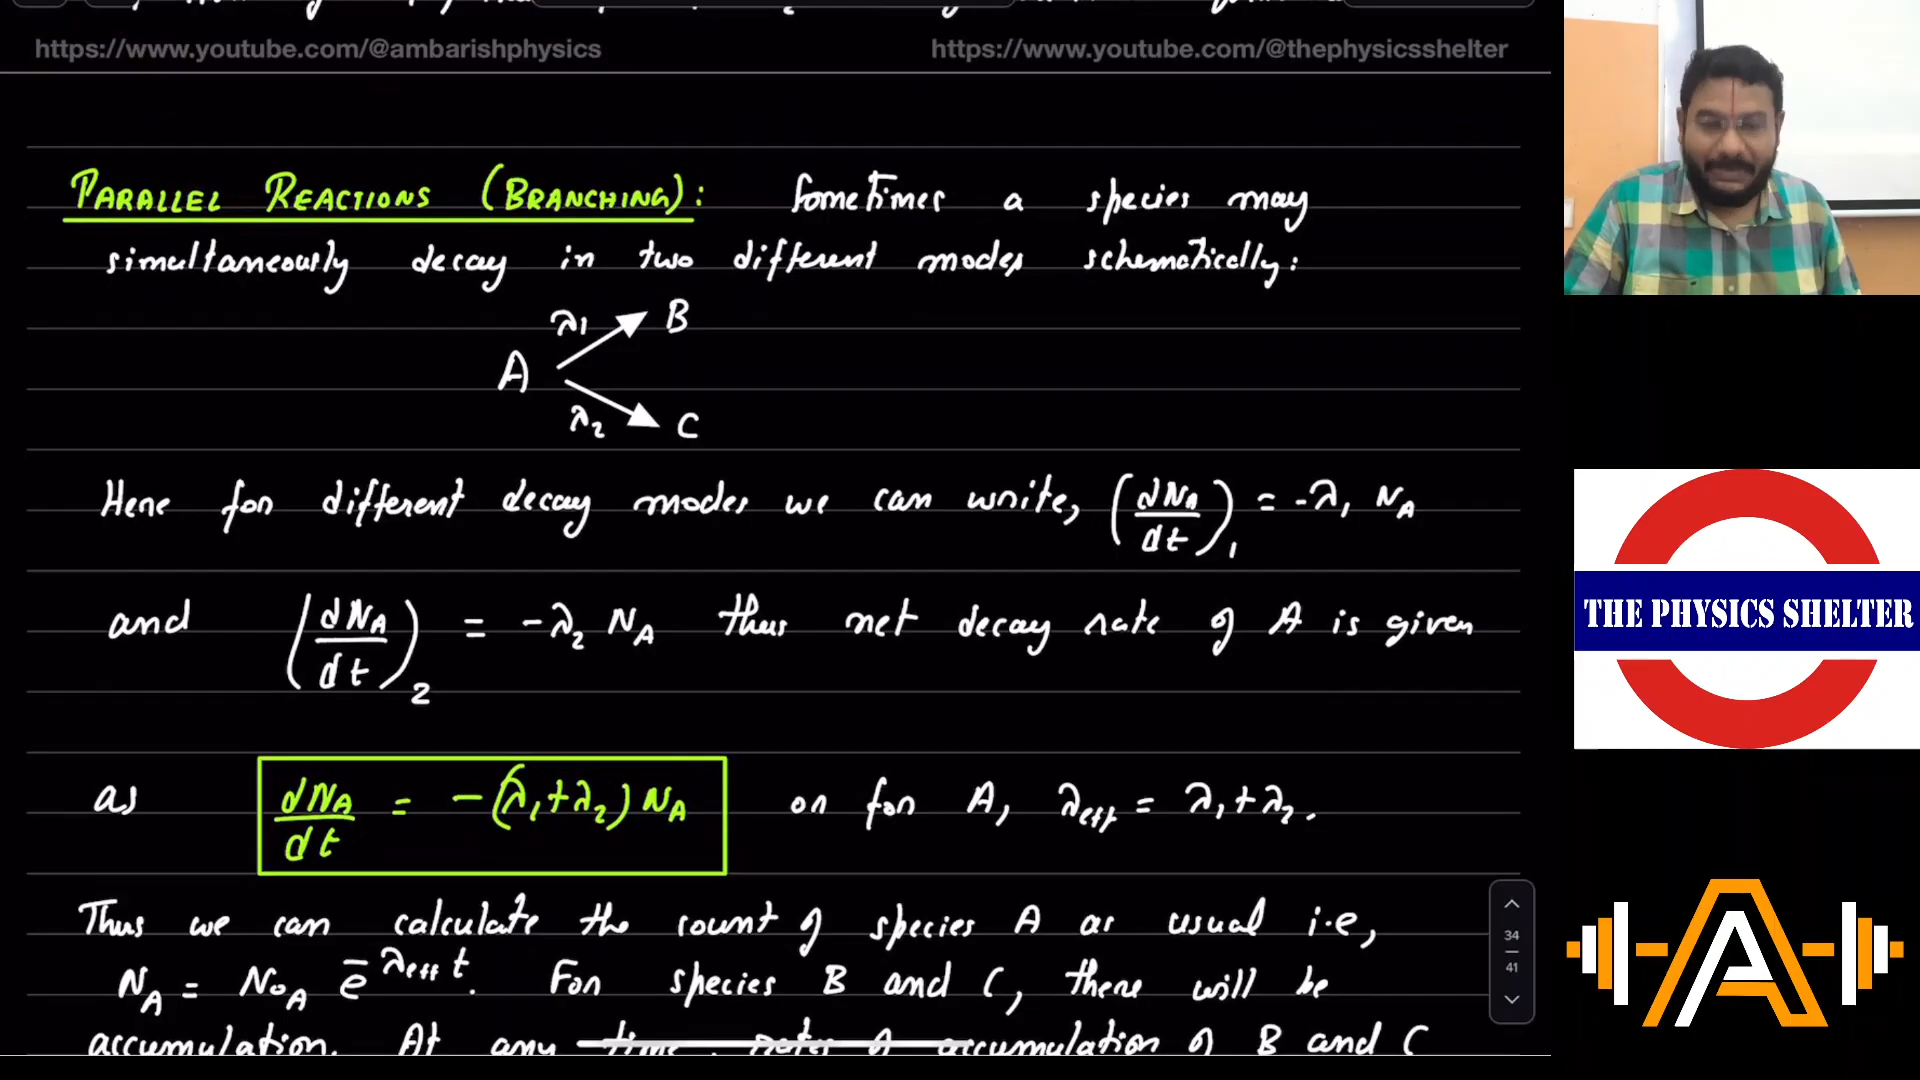 https://www.youtube.com/@ambarishphysics https://www.youtube.com/@thephysicsshelter
PARALLEL REACTIONS (BRANCHING): Sometimes a species may
simultaneously decay in two different modes schematically:
λ1 B
A
λ2 C
Here for different decay modes we can write, (dNA/dt)1 = -λ1 NA
and (dNA/dt)2 = -λ2 NA thus net decay rate of A is given
as dNA/dt = -(λ1+λ2) NA or for A, λeff = λ1+λ2.
Thus we can calculate the count of species A as usual i.e,
NA = N0A e^-λeff t. For species B and C, there will be
accumulation. At any time, rates of accumulation of B and C
34
41
THE PHYSICS SHELTER
A